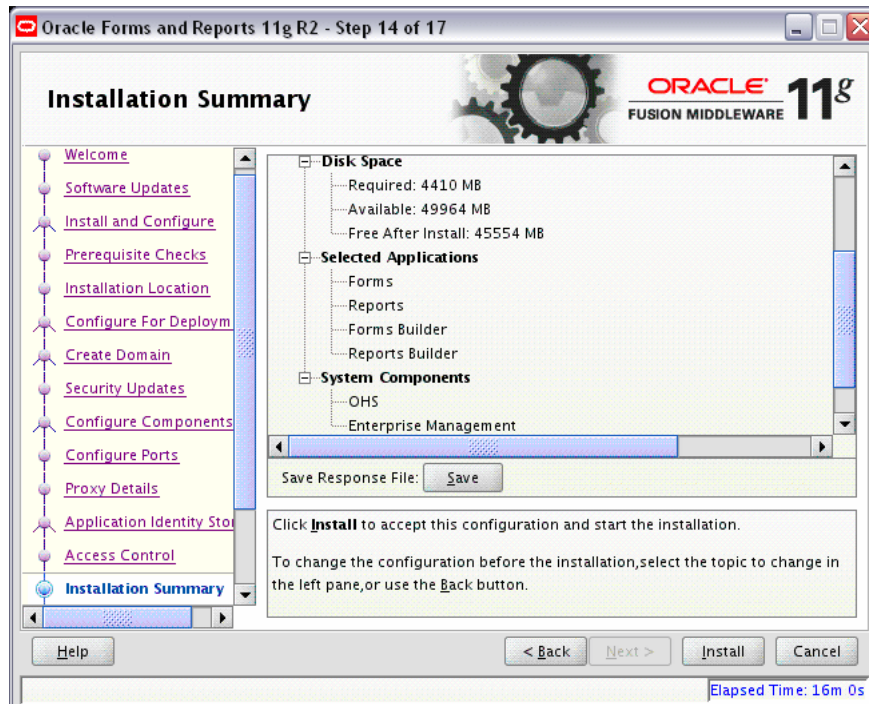 Oracle Forms and Reports 11g R2 - Step 14 of 17
Installation Summary
ORACLE
FUSION MIDDLEWARE
11g
Welcome
Software Updates
Install and Configure
Prerequisite Checks
Installation Location
Configure For Deploym
Create Domain
Security Updates
Configure Components
Configure Ports
Proxy Details
Application Identity Stor
Access Control
Installation Summary
Disk Space
Required: 4410 MB
Available: 49964 MB
Free After Install: 45554 MB
Selected Applications
Forms
Reports
Forms Builder
Reports Builder
System Components
OHS
Enterprise Management
Save Response File: Save
Click Install to accept this configuration and start the installation.
To change the configuration before the installation,select the topic to change in
the left pane,or use the Back button.
Help
< Back
Next >
Install
Cancel
Elapsed Time: 16m 0s